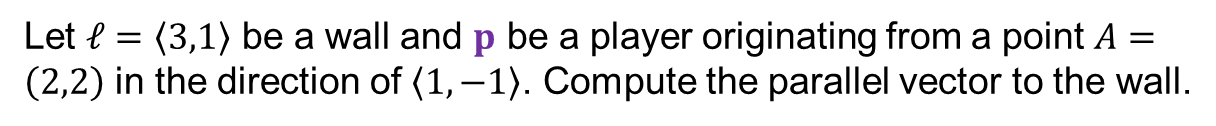 Let ℓ = ⟨3,1⟩ be a wall and p be a player originating from a point A =
(2,2) in the direction of ⟨1,−1⟩. Compute the parallel vector to the wall.